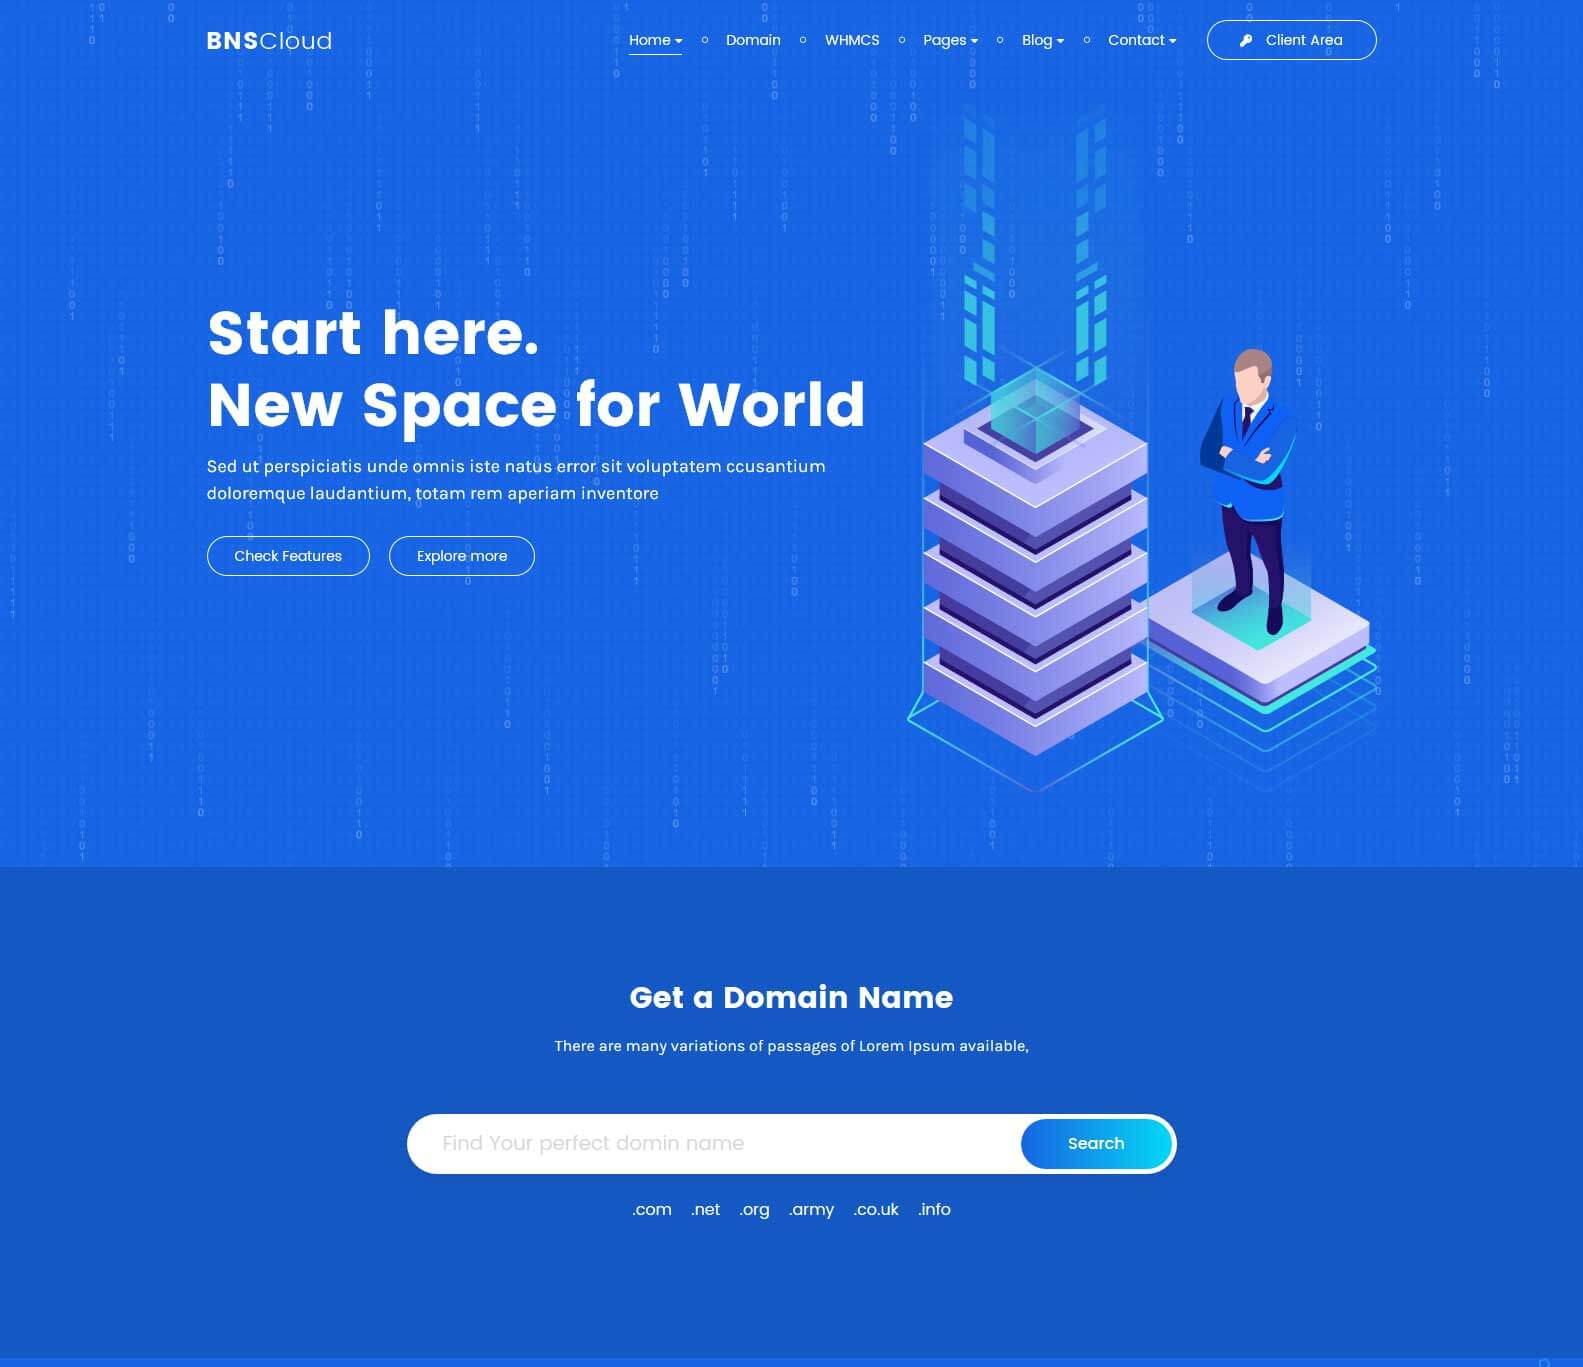 BNSCloud
Home
Domain
WHMCS
Pages
Blog
Contact
Client Area
Start here.
New Space for World
Sed ut perspiciatis unde omnis iste natus error sit voluptatem ccusantium
doloremque laudantium, totam rem aperiam inventore
Check Features
Explore more
Get a Domain Name
There are many variations of passages of Lorem Ipsum available,
Find Your perfect domin name
Search
.com .net .org .army .co.uk .info